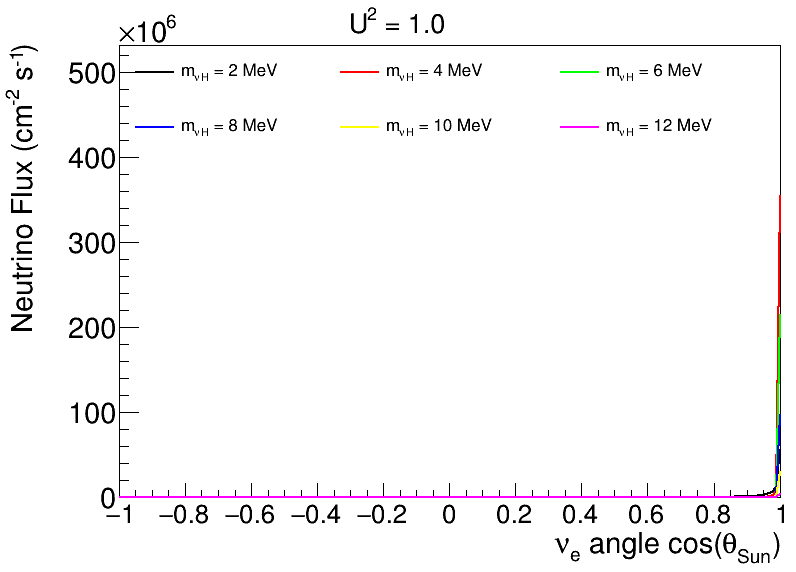 ×10⁶
U² = 1.0
Neutrino Flux (cm⁻² s⁻¹)
500
400
300
200
100
0
m_νH = 2 MeV
m_νH = 4 MeV
m_νH = 6 MeV
m_νH = 8 MeV
m_νH = 10 MeV
m_νH = 12 MeV
−1 −0.8 −0.6 −0.4 −0.2 0 0.2 0.4 0.6 0.8 1
ν_e angle cos(θ_Sun)